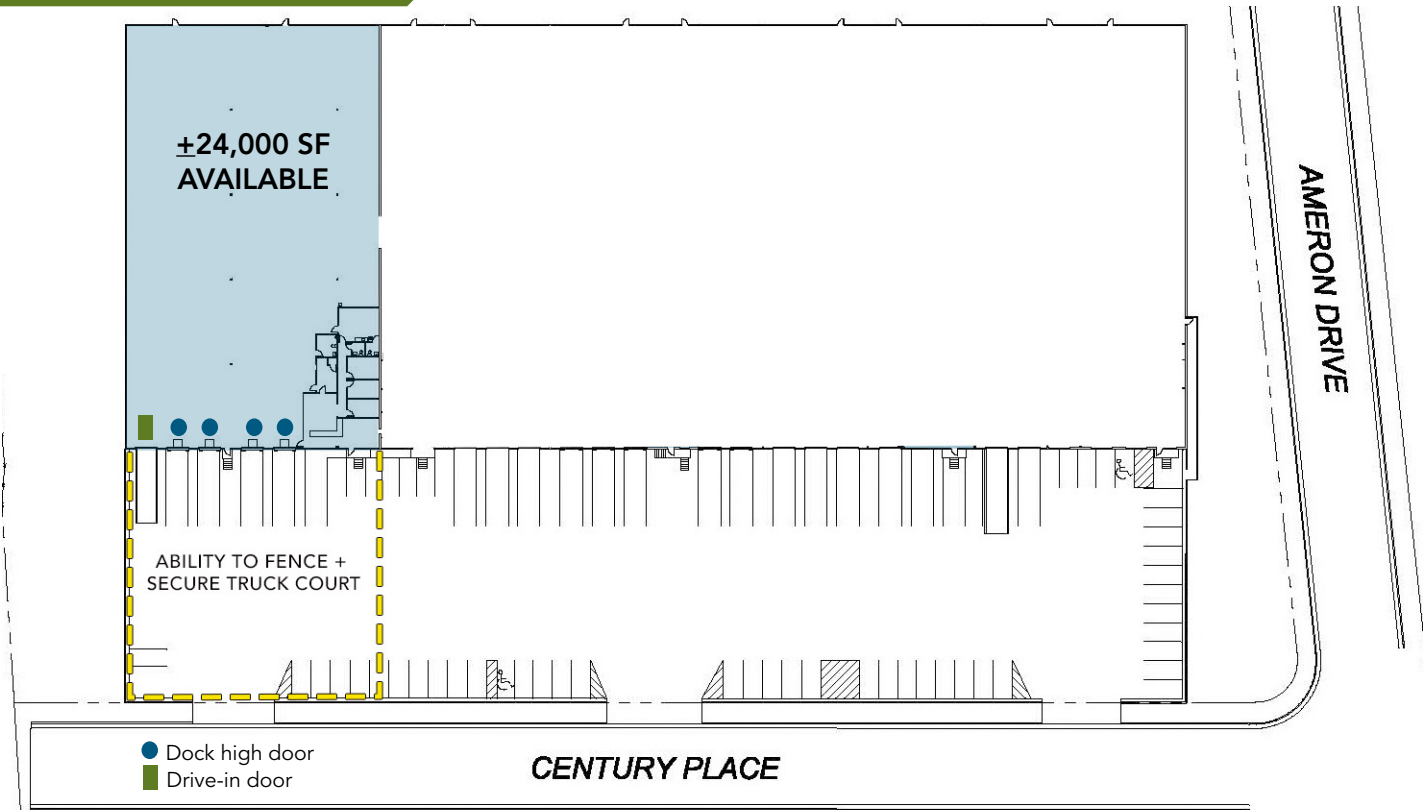 ±24,000 SF
AVAILABLE
AMERON DRIVE
ABILITY TO FENCE +
SECURE TRUCK COURT
Dock high door
Drive-in door
CENTURY PLACE